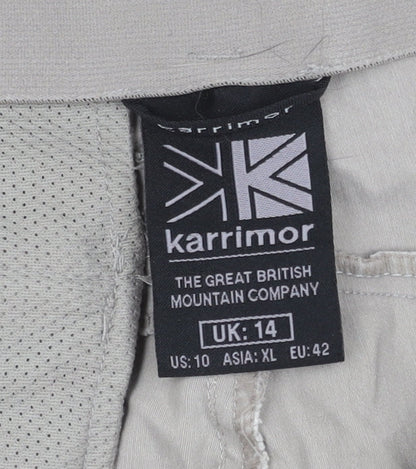 karrimor
karrimor
THE GREAT BRITISH
MOUNTAIN COMPANY
UK: 14
US: 10 ASIA: XL EU: 42